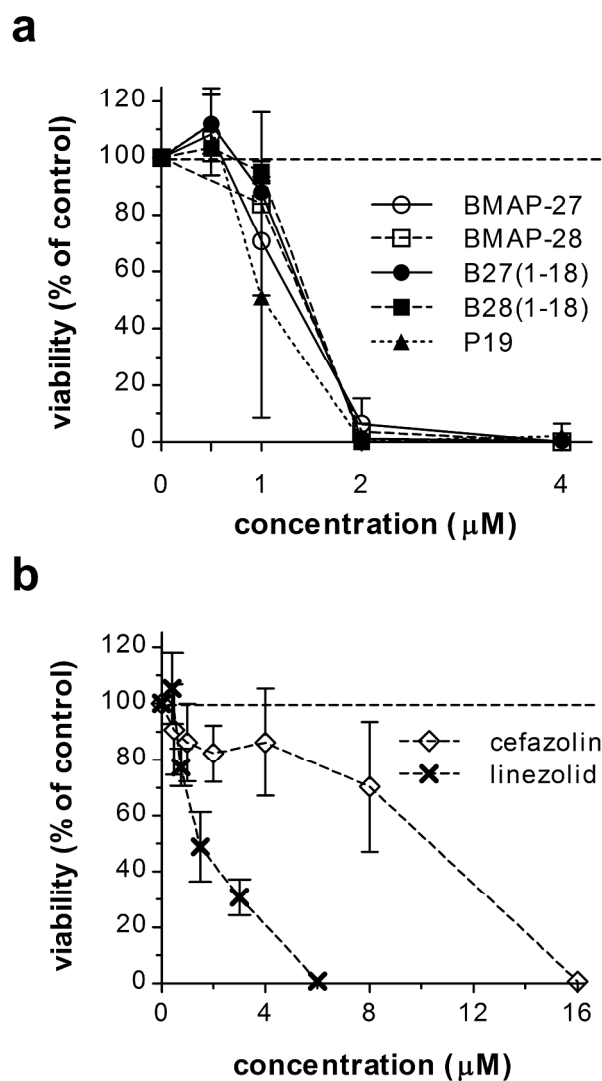 a
viability (% of control)
120
100
80
60
40
20
0
BMAP-27
BMAP-28
B27(1-18)
B28(1-18)
P19
0 1 2 4
concentration (μM)
b
viability (% of control)
120
100
80
60
40
20
0
cefazolin
linezolid
0 4 8 12 16
concentration (μM)